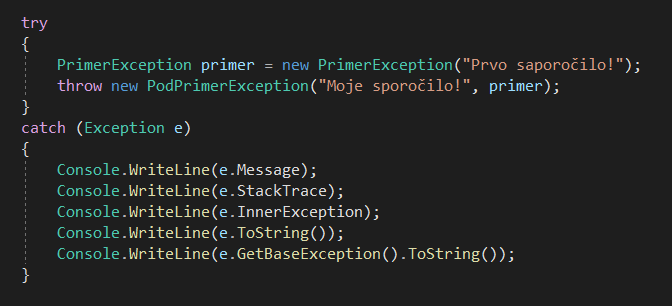 try
{
    PrimerException primer = new PrimerException("Prvo saporočilo!");
    throw new PodPrimerException("Moje sporočilo!", primer);
}
catch (Exception e)
{
    Console.WriteLine(e.Message);
    Console.WriteLine(e.StackTrace);
    Console.WriteLine(e.InnerException);
    Console.WriteLine(e.ToString());
    Console.WriteLine(e.GetBaseException().ToString());
}